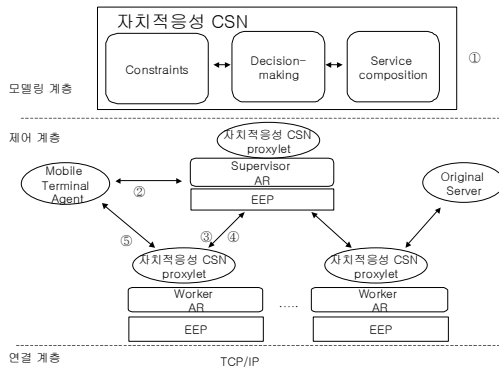 자치적응성 CSN
Constraints
Decision-
making
Service
composition
①
모델링 계층
제어 계층
자치적응성 CSN
proxylet
Supervisor
AR
EEP
Mobile
Terminal
Agent
②
Original
Server
⑤
③
④
자치적응성 CSN
proxylet
자치적응성 CSN
proxylet
Worker
AR
.....
Worker
AR
EEP
EEP
연결 계층
TCP/IP